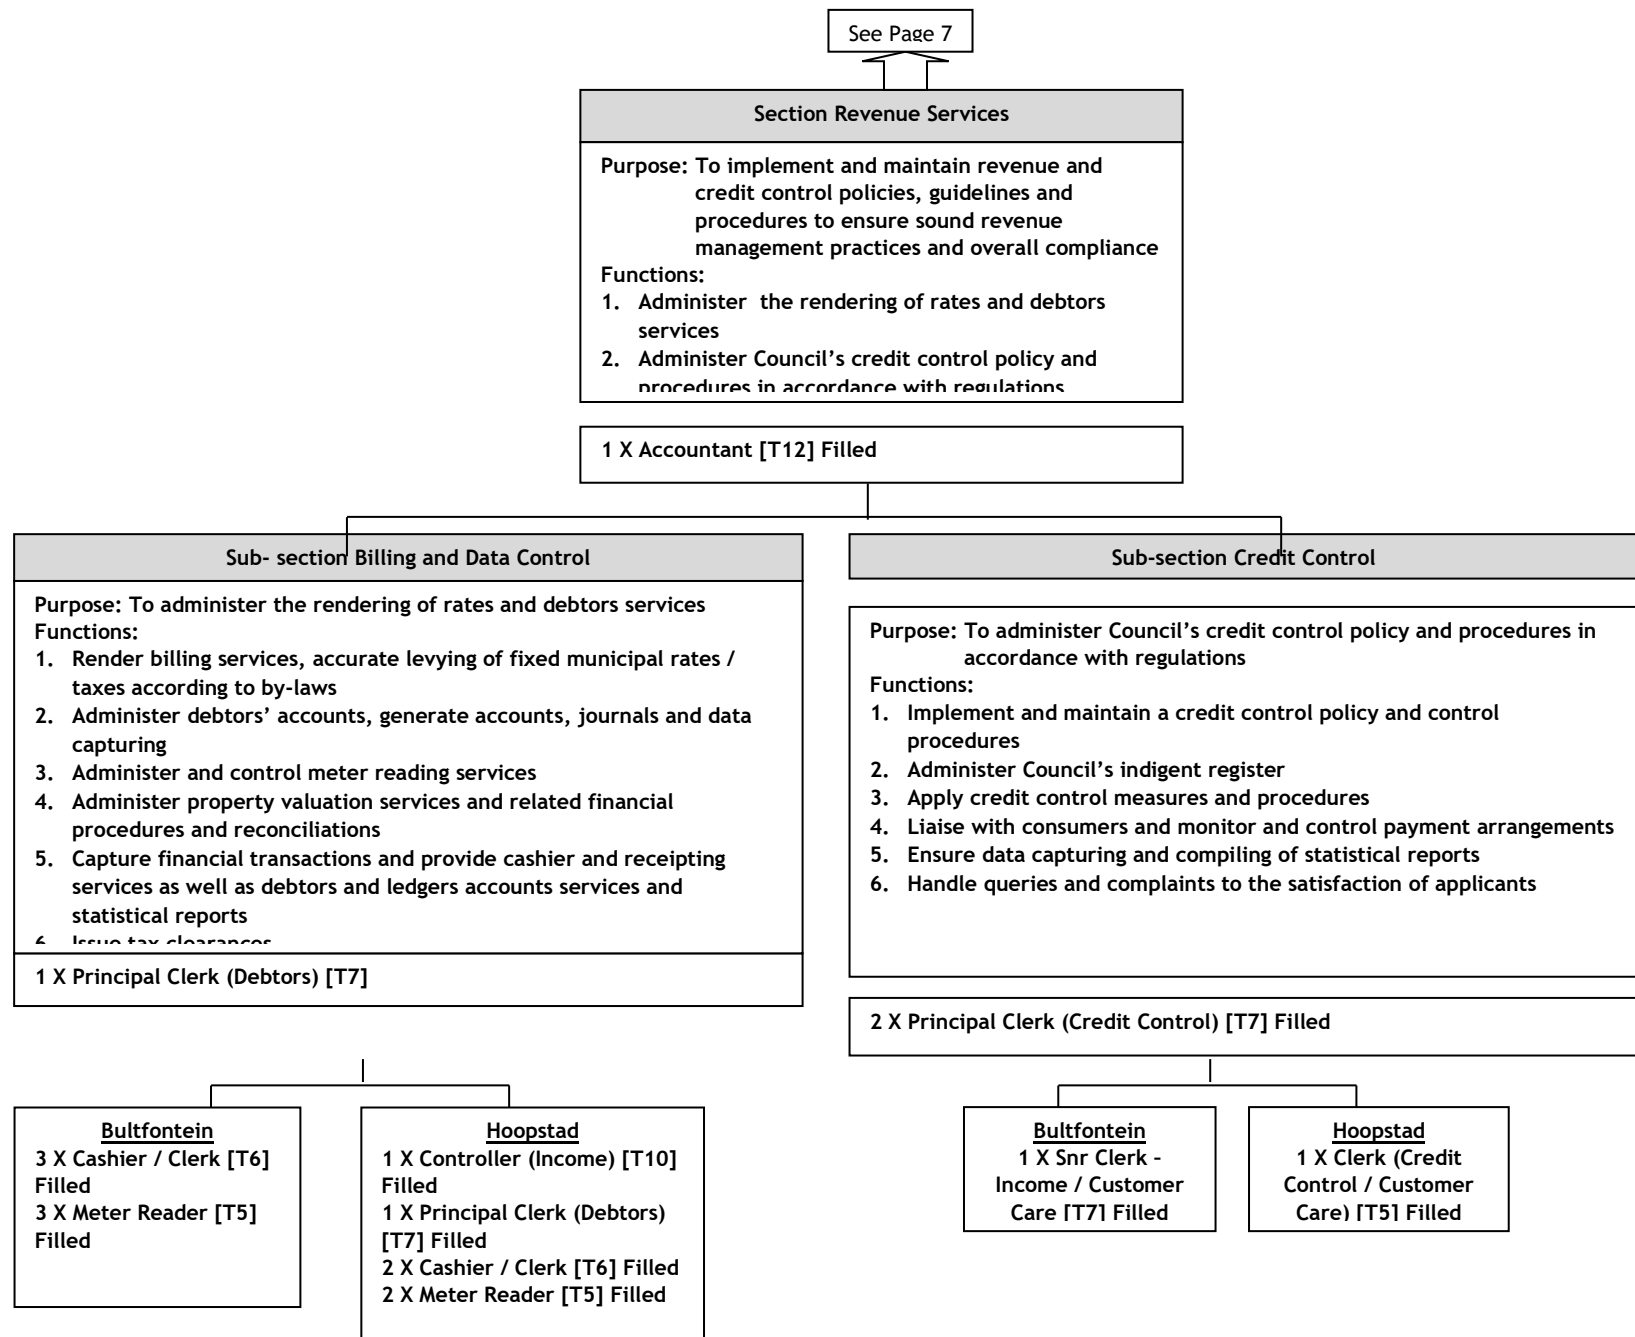 See Page 7
Section Revenue Services
Purpose: To implement and maintain revenue and
credit control policies, guidelines and
procedures to ensure sound revenue
management practices and overall compliance
Functions:
1. Administer the rendering of rates and debtors
services
2. Administer Council’s credit control policy and
procedures in accordance with regulations
1 X Accountant [T12] Filled
Sub- section Billing and Data Control
Purpose: To administer the rendering of rates and debtors services
Functions:
1. Render billing services, accurate levying of fixed municipal rates /
taxes according to by-laws
2. Administer debtors’ accounts, generate accounts, journals and data
capturing
3. Administer and control meter reading services
4. Administer property valuation services and related financial
procedures and reconciliations
5. Capture financial transactions and provide cashier and receipting
services as well as debtors and ledgers accounts services and
statistical reports
6. Issue tax clearances
1 X Principal Clerk (Debtors) [T7]
Sub-section Credit Control
Purpose: To administer Council’s credit control policy and procedures in
accordance with regulations
Functions:
1. Implement and maintain a credit control policy and control
procedures
2. Administer Council’s indigent register
3. Apply credit control measures and procedures
4. Liaise with consumers and monitor and control payment arrangements
5. Ensure data capturing and compiling of statistical reports
6. Handle queries and complaints to the satisfaction of applicants
2 X Principal Clerk (Credit Control) [T7] Filled
Bultfontein
3 X Cashier / Clerk [T6]
Filled
3 X Meter Reader [T5]
Filled
Hoopstad
1 X Controller (Income) [T10]
Filled
1 X Principal Clerk (Debtors)
[T7] Filled
2 X Cashier / Clerk [T6] Filled
2 X Meter Reader [T5] Filled
Bultfontein
1 X Snr Clerk –
Income / Customer
Care [T7] Filled
Hoopstad
1 X Clerk (Credit
Control / Customer
Care) [T5] Filled